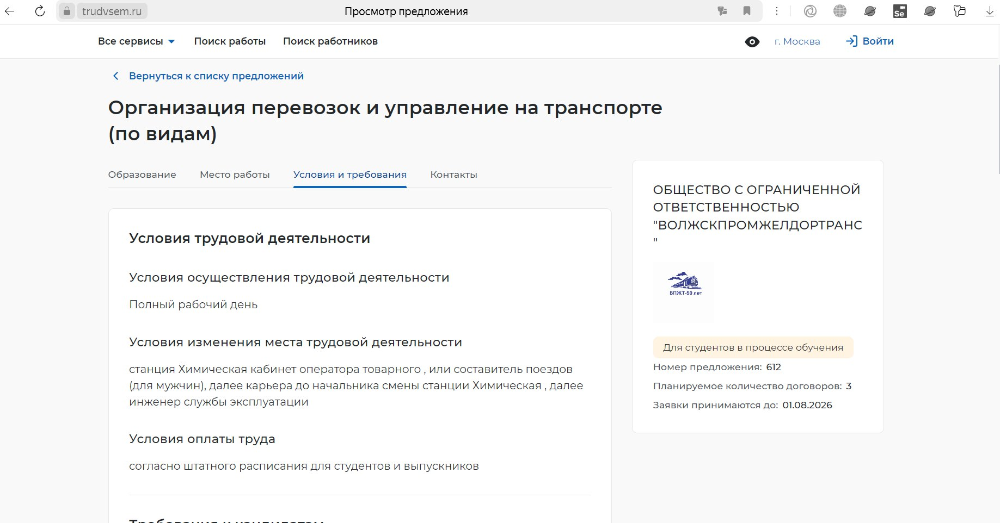 trudvsem.ru
Просмотр предложения
Se
Все сервисы
Поиск работы
Поиск работников
г. Москва
Войти
Вернуться к списку предложений
Организация перевозок и управление на транспорте
(по видам)
Образование
Место работы
Условия и требования
Контакты
Условия трудовой деятельности
Условия осуществления трудовой деятельности
Полный рабочий день
Условия изменения места трудовой деятельности
станция Химическая кабинет оператора товарного , или составитель поездов
(для мужчин), далее карьера до начальника смены станции Химическая , далее
инженер службы эксплуатации
Условия оплаты труда
согласно штатного расписания для студентов и выпускников
Требования к кандидатам
ОБЩЕСТВО С ОГРАНИЧЕННОЙ
ОТВЕТСТВЕННОСТЬЮ
"ВОЛЖСКПРОМЖЕЛДОРТРАНС
"
ВПЖТ-50 лет
Для студентов в процессе обучения
Номер предложения: 612
Планируемое количество договоров: 3
Заявки принимаются до: 01.08.2026